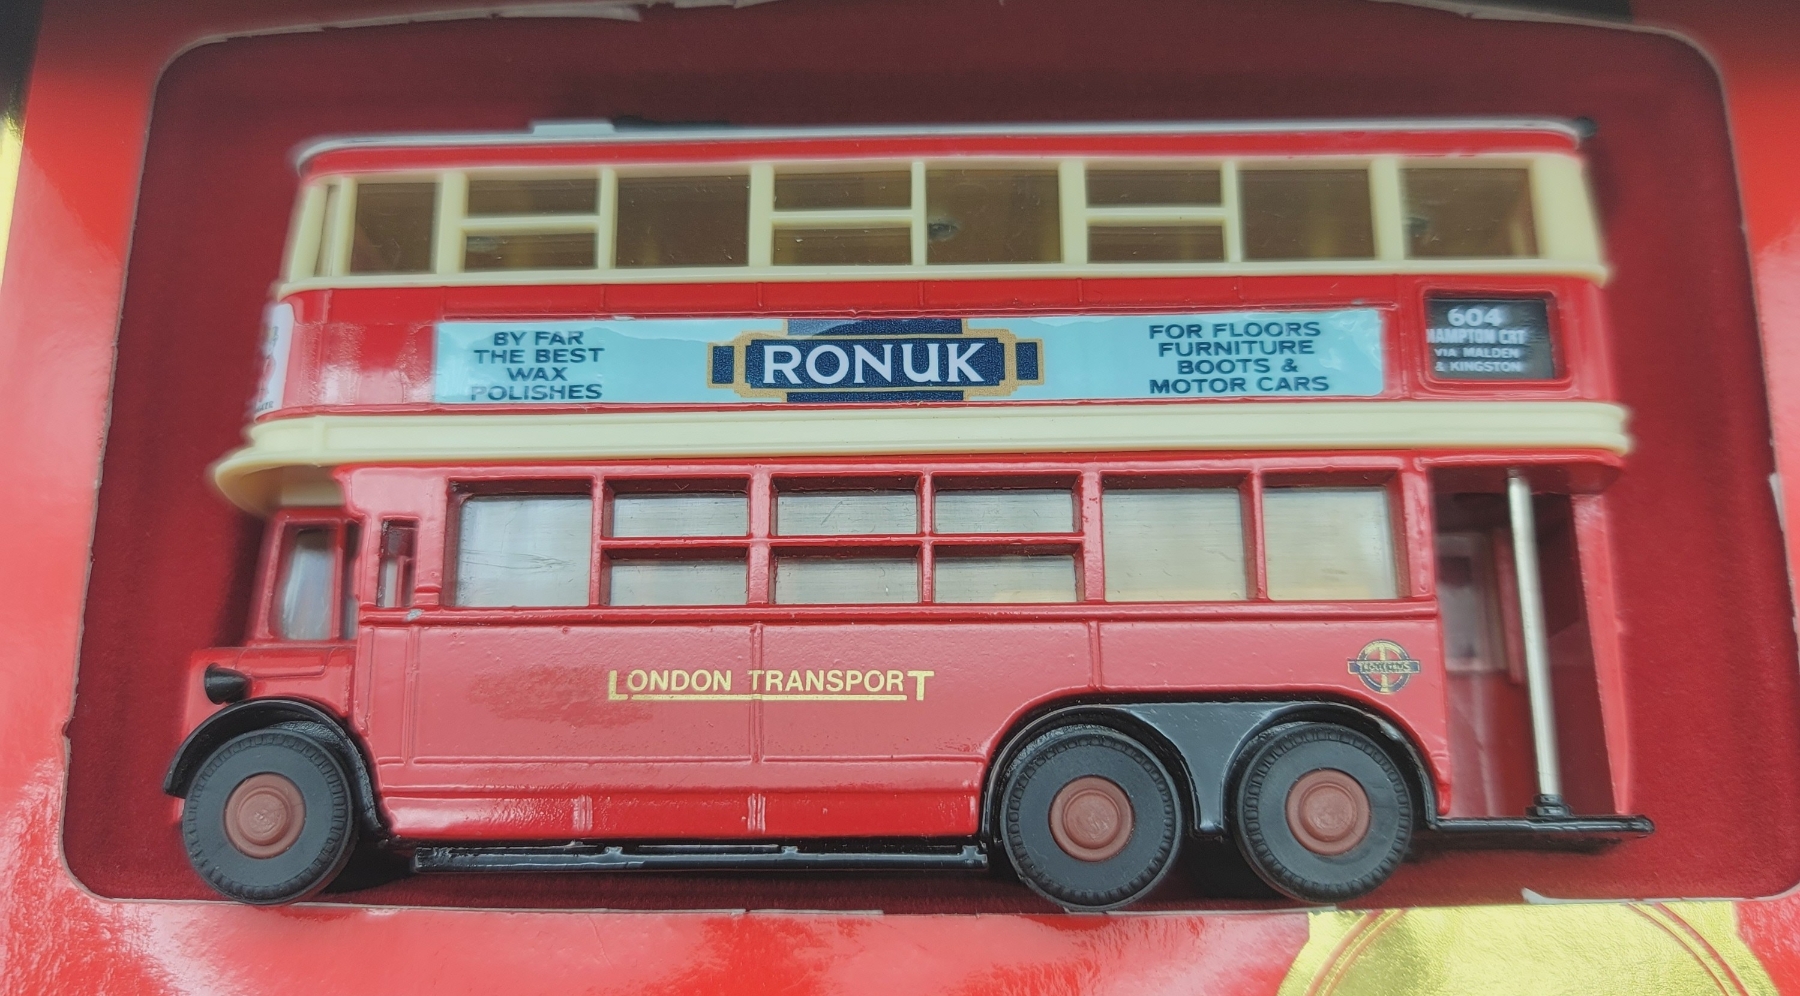 BY FAR
THE BEST
WAX
POLISHES
RONUK
FOR FLOORS
FURNITURE
BOOTS &
MOTOR CARS
604
HAMPTON CRT
VIA MALDEN
& KINGSTON
LONDON TRANSPORT